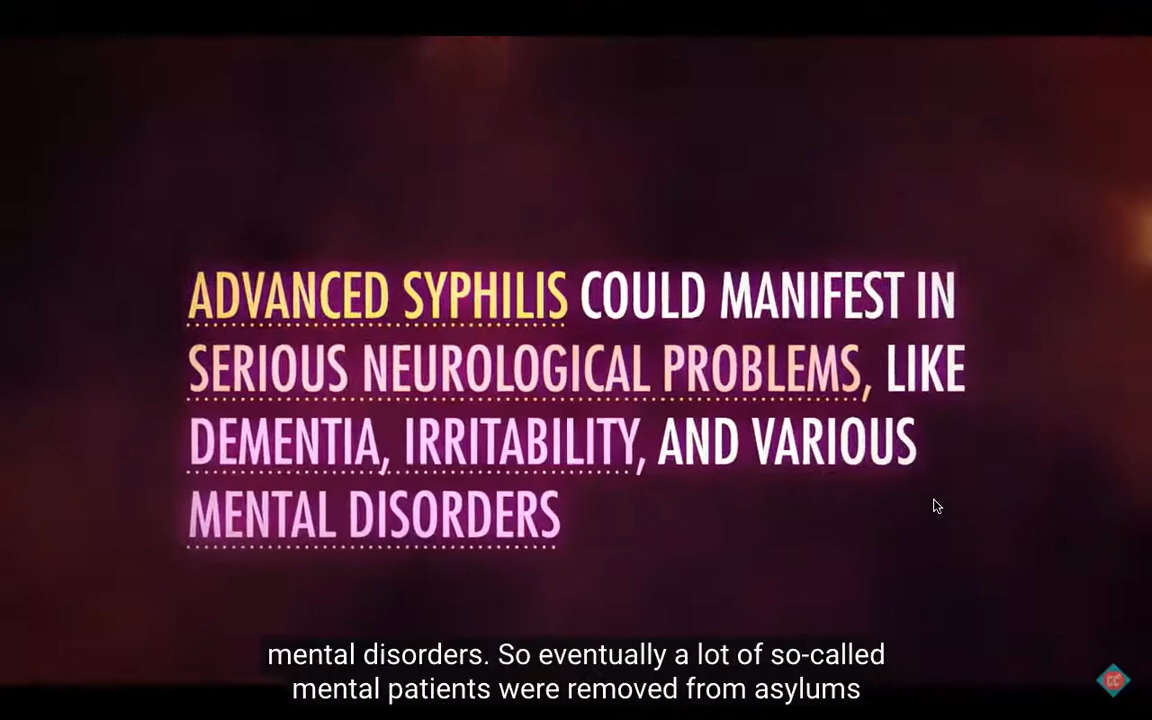 ADVANCED SYPHILIS COULD MANIFEST IN
SERIOUS NEUROLOGICAL PROBLEMS, LIKE
DEMENTIA, IRRITABILITY, AND VARIOUS
MENTAL DISORDERS
mental disorders. So eventually a lot of so-called
mental patients were removed from asylums
CC